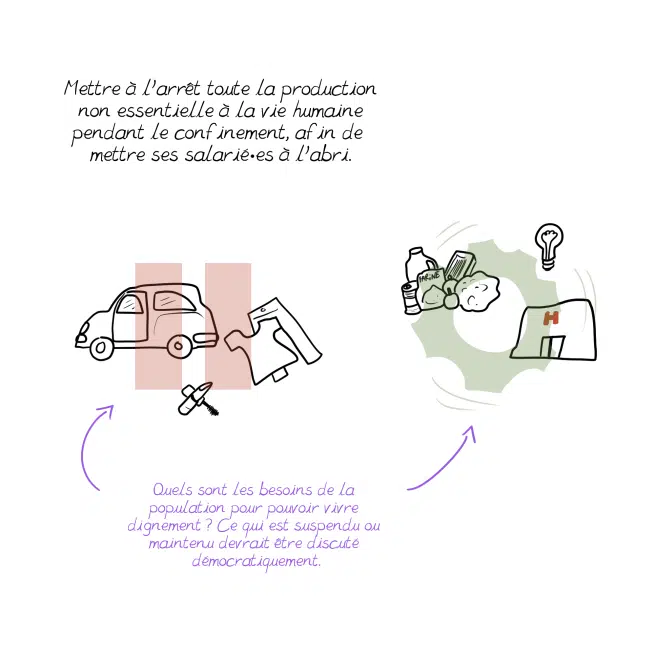 Mettre à l'arrêt toute la production
non essentielle à la vie humaine
pendant le confinement, afin de
mettre ses salarié•es à l'abri.
FARINE
H
Quels sont les besoins de la
population pour pouvoir vivre
dignement ? Ce qui est suspendu ou
maintenu devrait être discuté
démocratiquement.